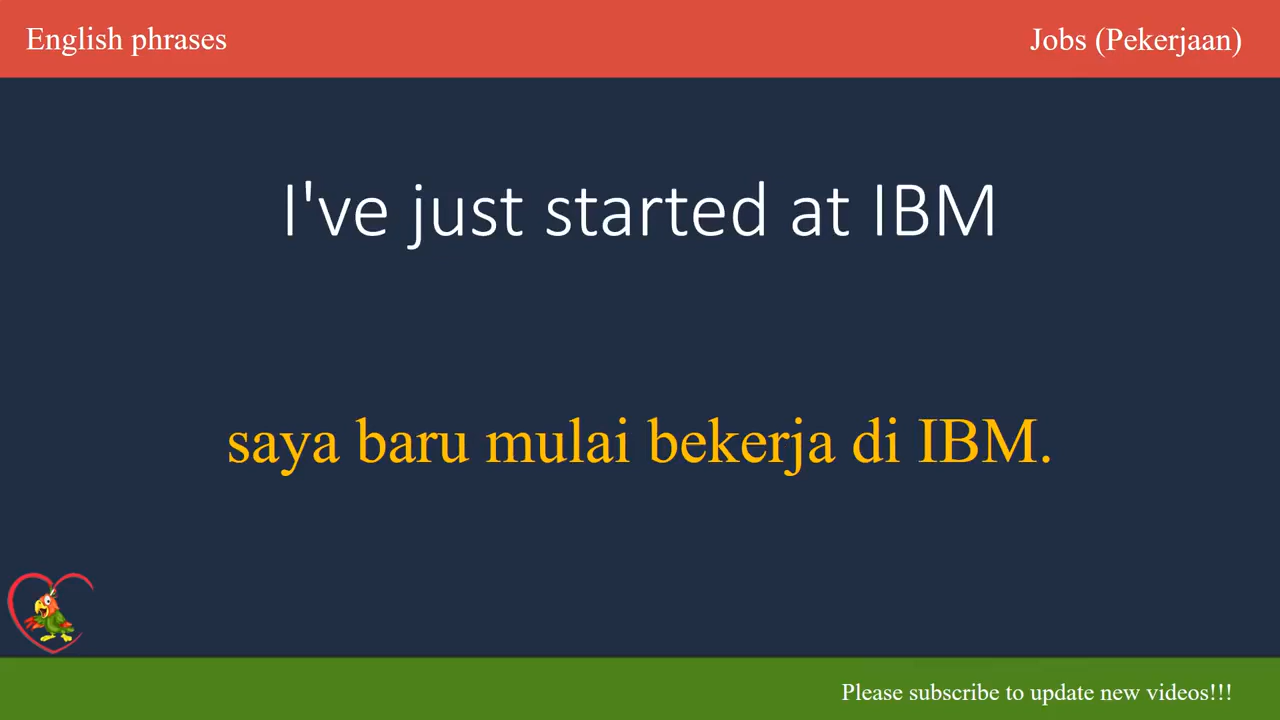 English phrases
Jobs (Pekerjaan)
I've just started at IBM
saya baru mulai bekerja di IBM.
Please subscribe to update new videos!!!